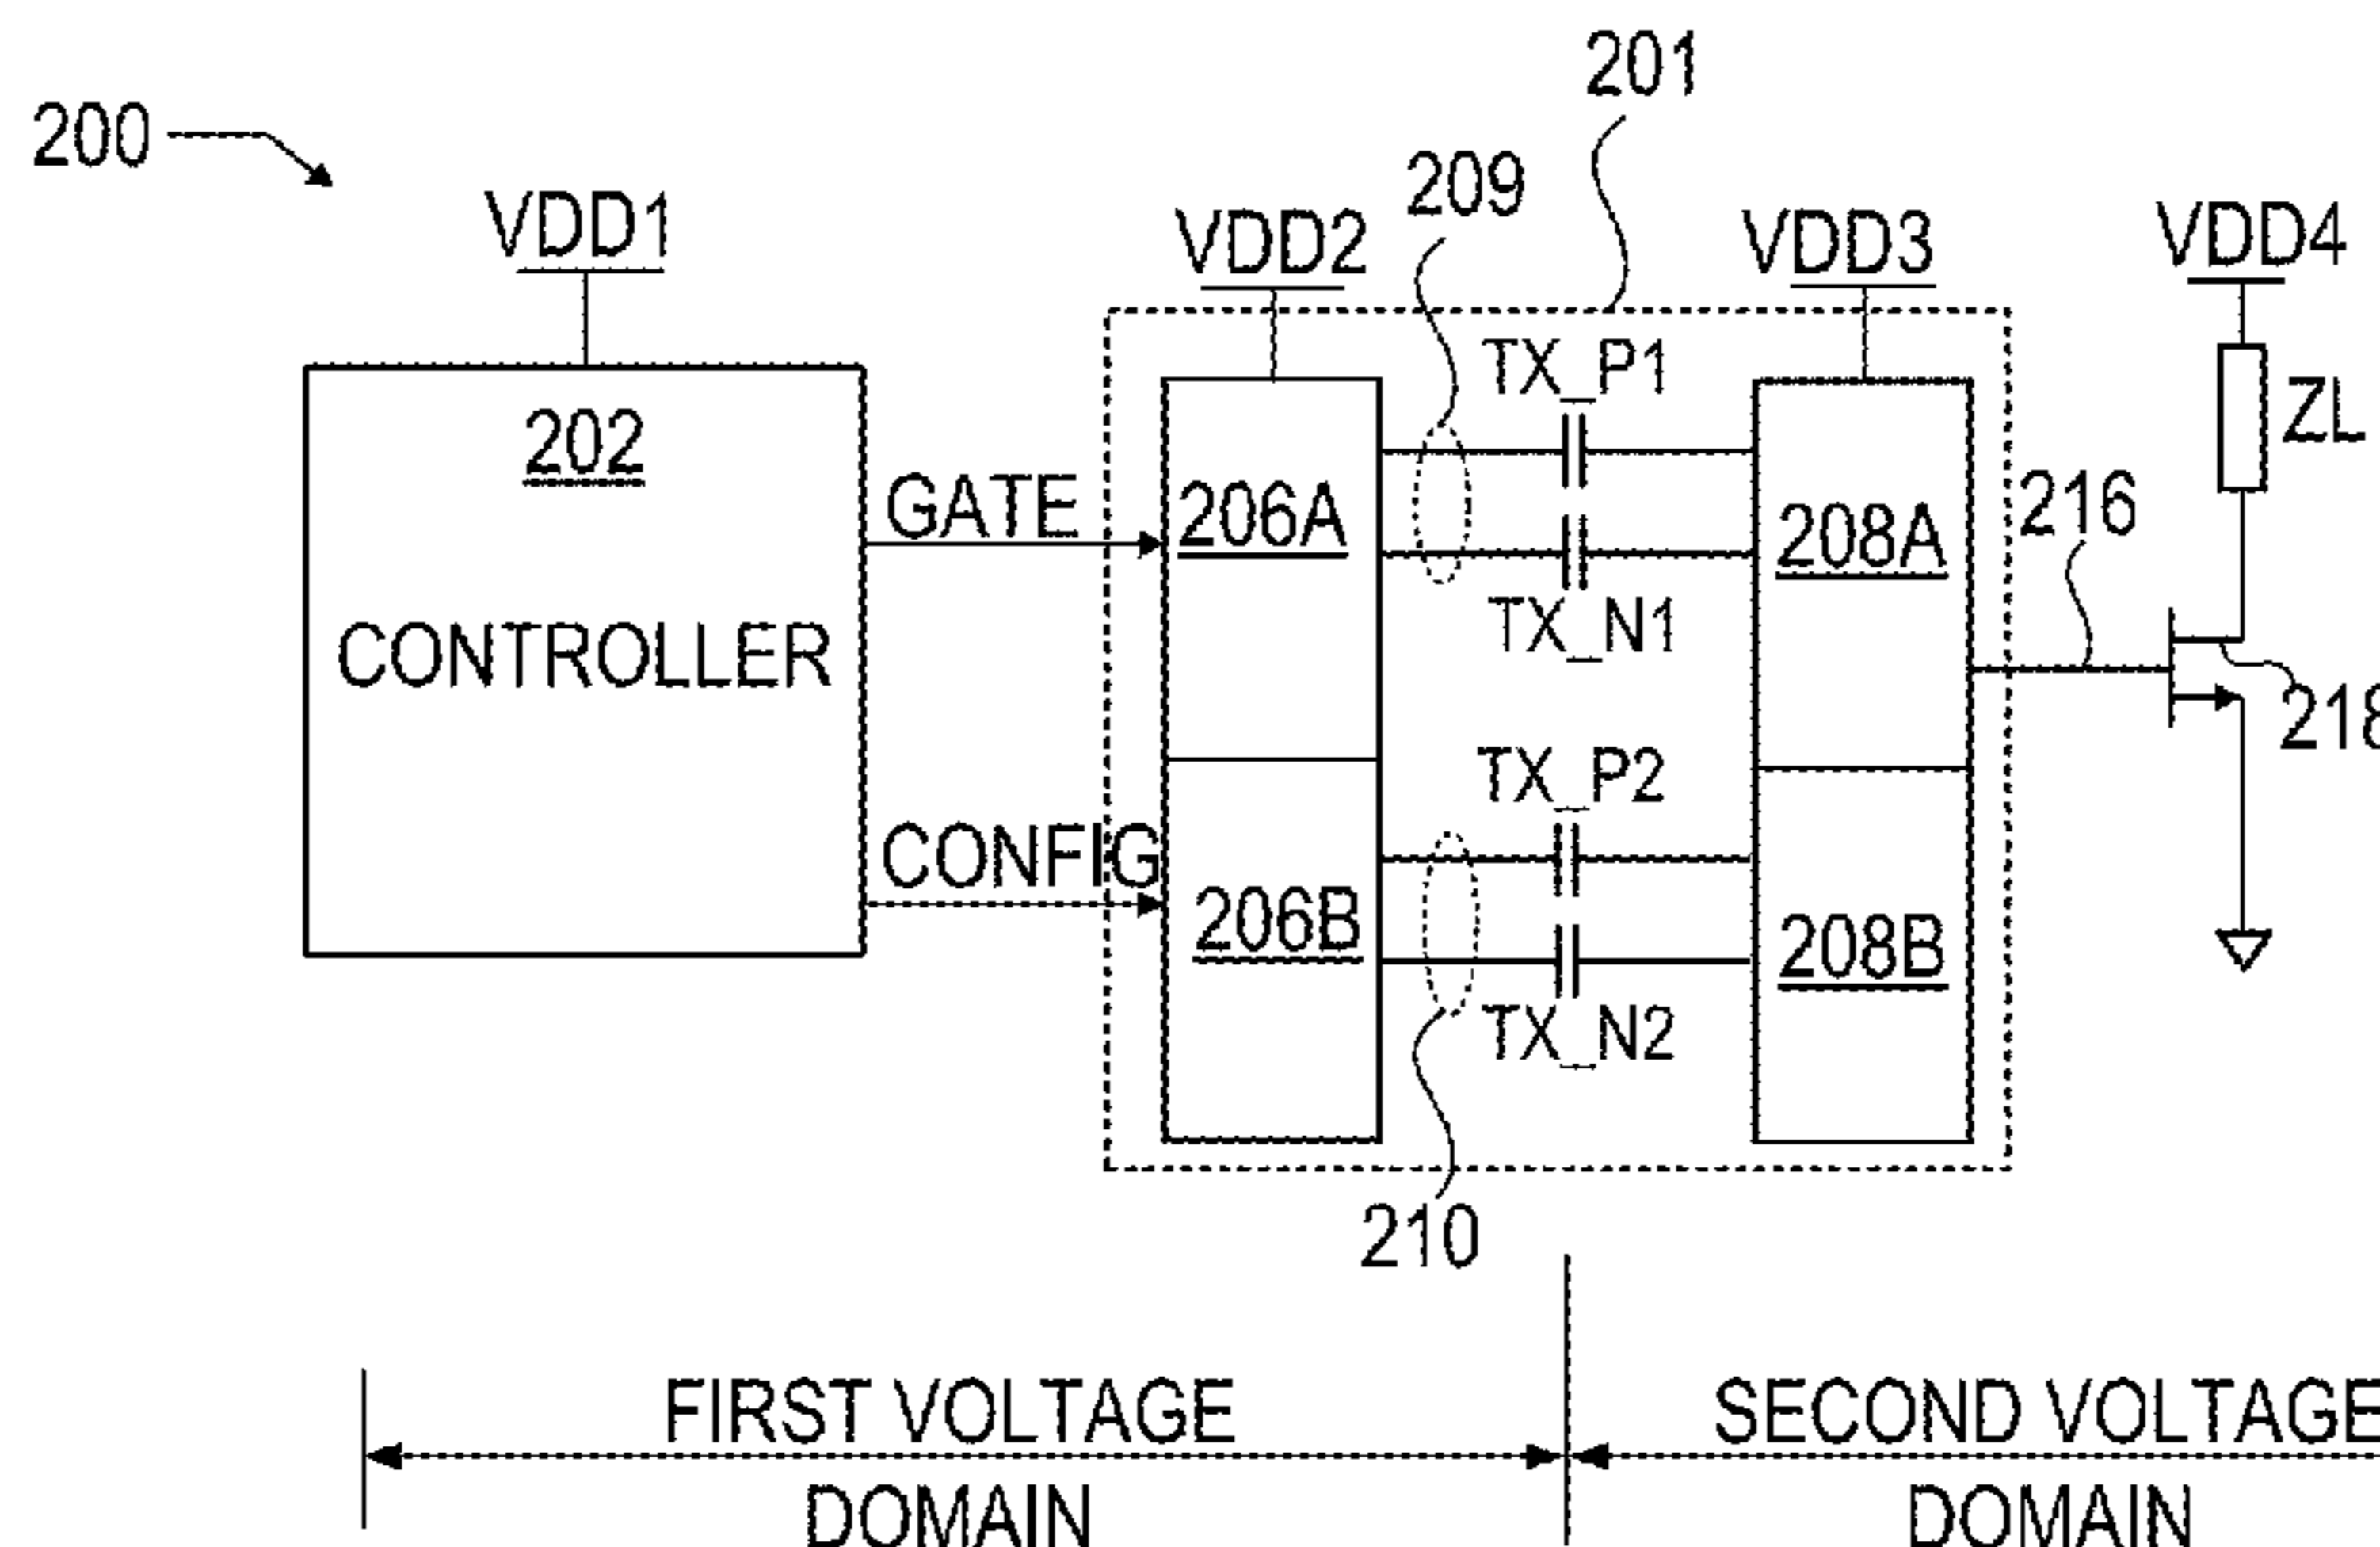 201
200
209
VDD1
VDD2
VDD3
VDD4
TX_P1
ZL
202
GATE
206A
208A
216
TX_N1
CONTROLLER
218
TX_P2
CONFIG
206B
208B
TX_N2
210
FIRST VOLTAGE
DOMAIN
SECOND VOLTAGE
DOMAIN